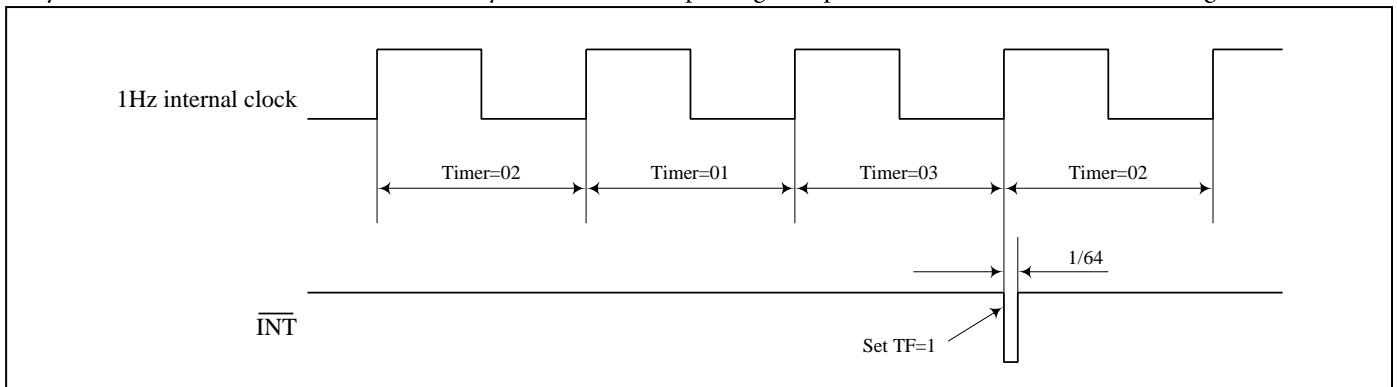 1Hz internal clock
Timer=02 Timer=01 Timer=03 Timer=02
1/64
INT
Set TF=1